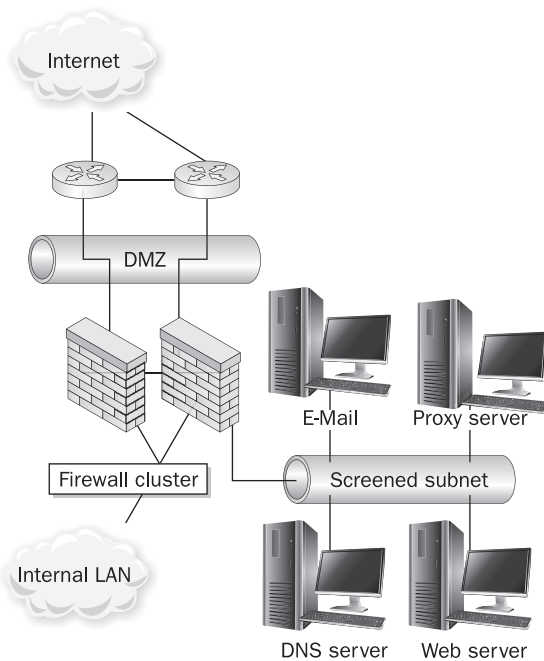 Internet
DMZ
E-Mail
Proxy server
Firewall cluster
Screened subnet
Internal LAN
DNS server
Web server